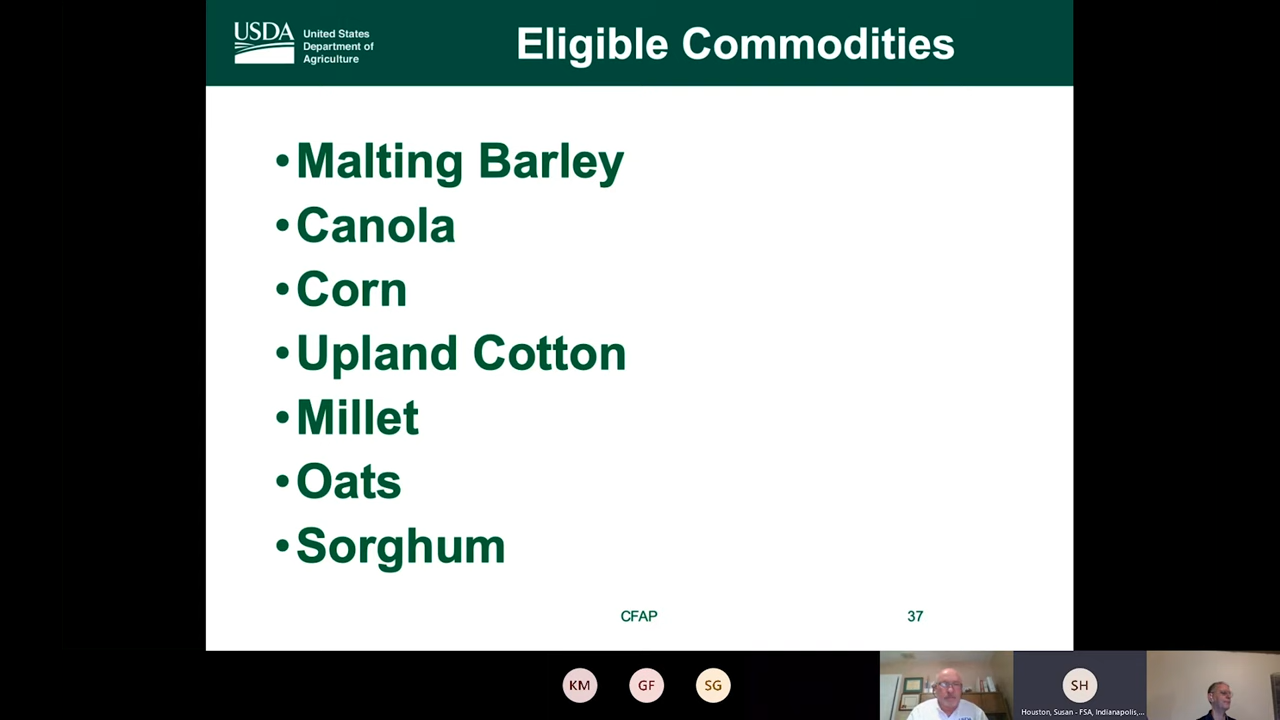 USDA
United States
Department of
Agriculture
Eligible Commodities
• Malting Barley
• Canola
• Corn
• Upland Cotton
• Millet
• Oats
• Sorghum
CFAP
37
KM
GF
SG
SH
Houston, Susan - FSA, Indianapolis,...